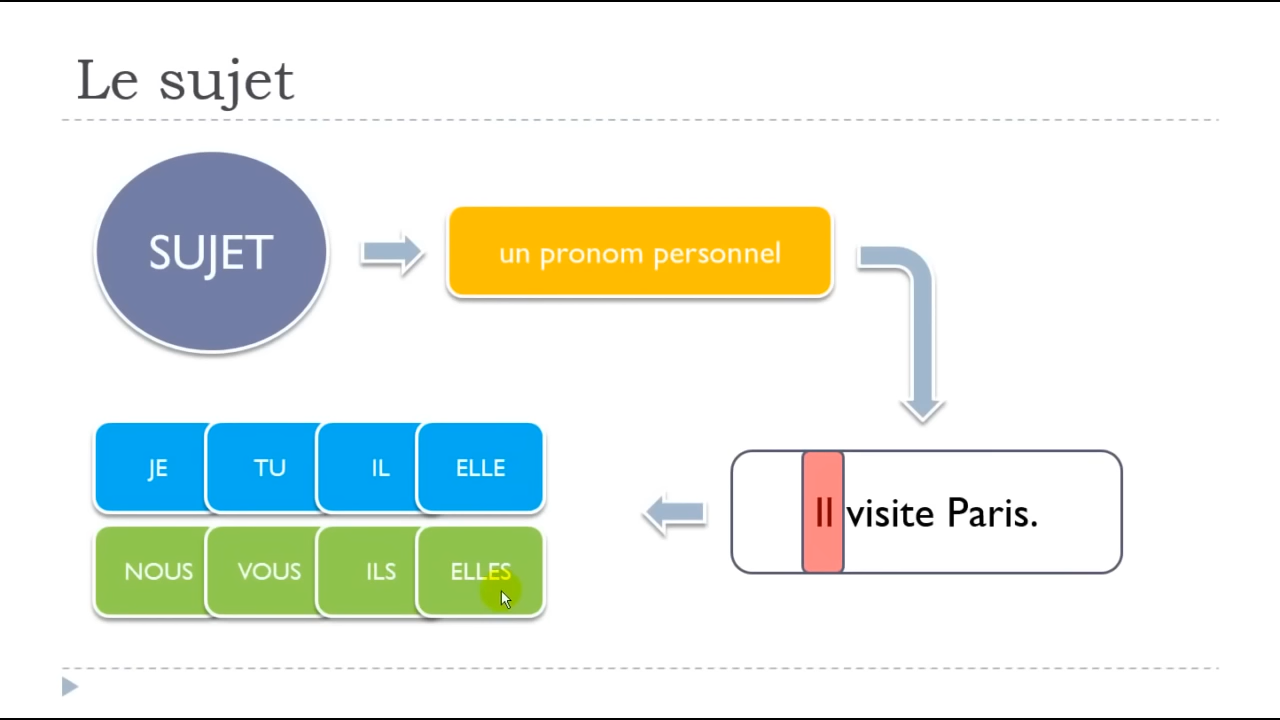 Le sujet
SUJET
un pronom personnel
Il visite Paris.
JE TU IL ELLE
NOUS VOUS ILS ELLES